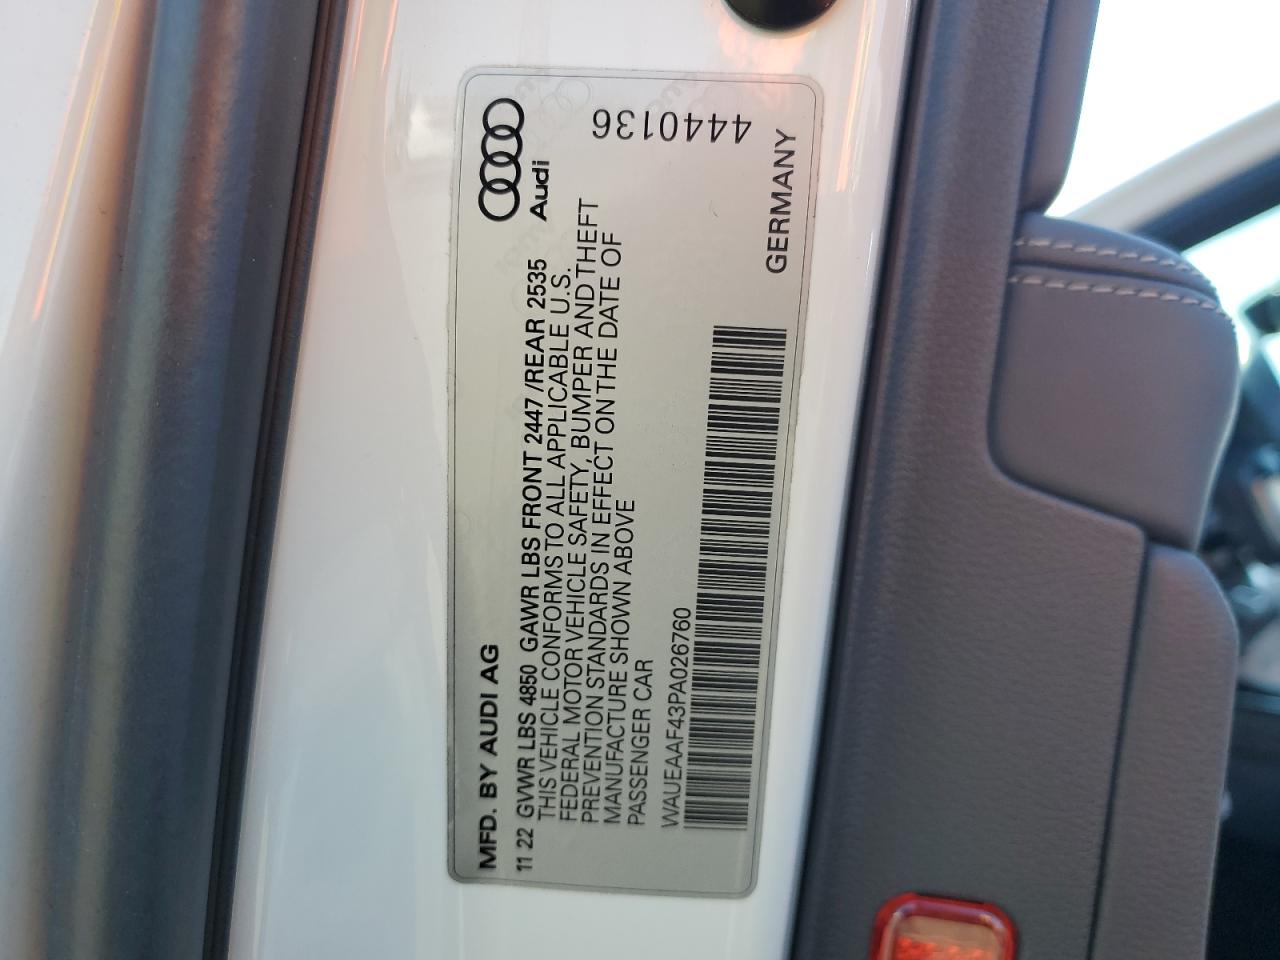 MFD. BY AUDI AG
11 22 GVWR LBS 4850 GAWR LBS FRONT 2447 /REAR 2535
THIS VEHICLE CONFORMS TO ALL APPLICABLE U.S.
FEDERAL MOTOR VEHICLE SAFETY, BUMPER AND THEFT
PREVENTION STANDARDS IN EFFECT ON THE DATE OF
MANUFACTURE SHOWN ABOVE
PASSENGER CAR
WAUEAAF43PA026760
Audi
4440136
GERMANY